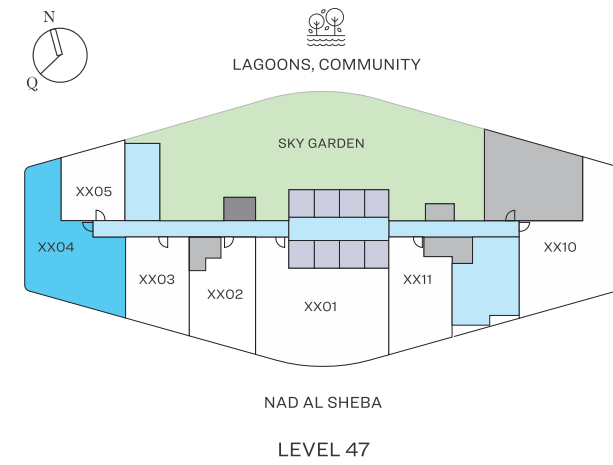 N
Q
LAGOONS, COMMUNITY
SKY GARDEN
XX05
XX04
XX10
XX03
XX11
XX02
XX01
NAD AL SHEBA
LEVEL 47